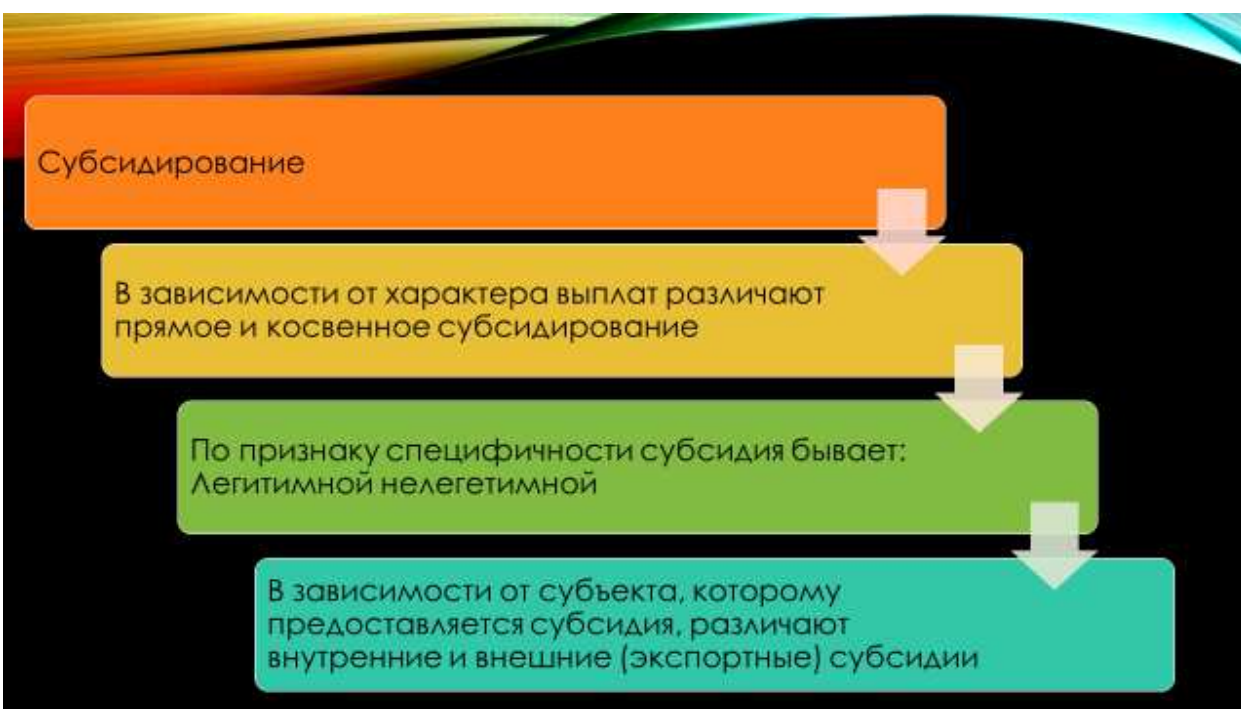 Субсидирование
В зависимости от характера выплат различают
прямое и косвенное субсидирование
По признаку специфичности субсидия бывает:
Легитимной нелегетимной
В зависимости от субъекта, которому
предоставляется субсидия, различают
внутренние и внешние (экспортные) субсидии